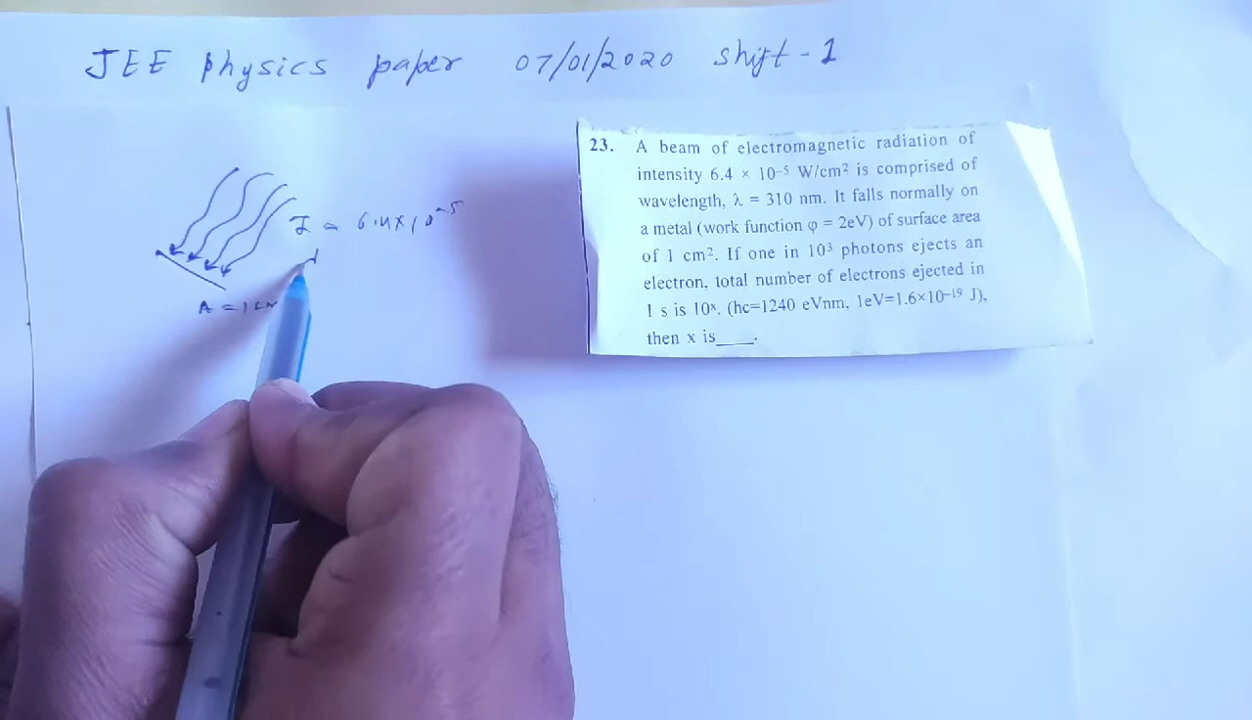 JEE Physics paper 07/01/2020 shift-1
I = 6.4×10⁻⁵
A = 1 cm
23. A beam of electromagnetic radiation of
intensity 6.4 × 10⁻⁵ W/cm² is comprised of
wavelength, λ = 310 nm. It falls normally on
a metal (work function φ = 2eV) of surface area
of 1 cm². If one in 10³ photons ejects an
electron, total number of electrons ejected in
1 s is 10ˣ. (hc=1240 eVnm, 1eV=1.6×10⁻¹⁹ J),
then x is____.